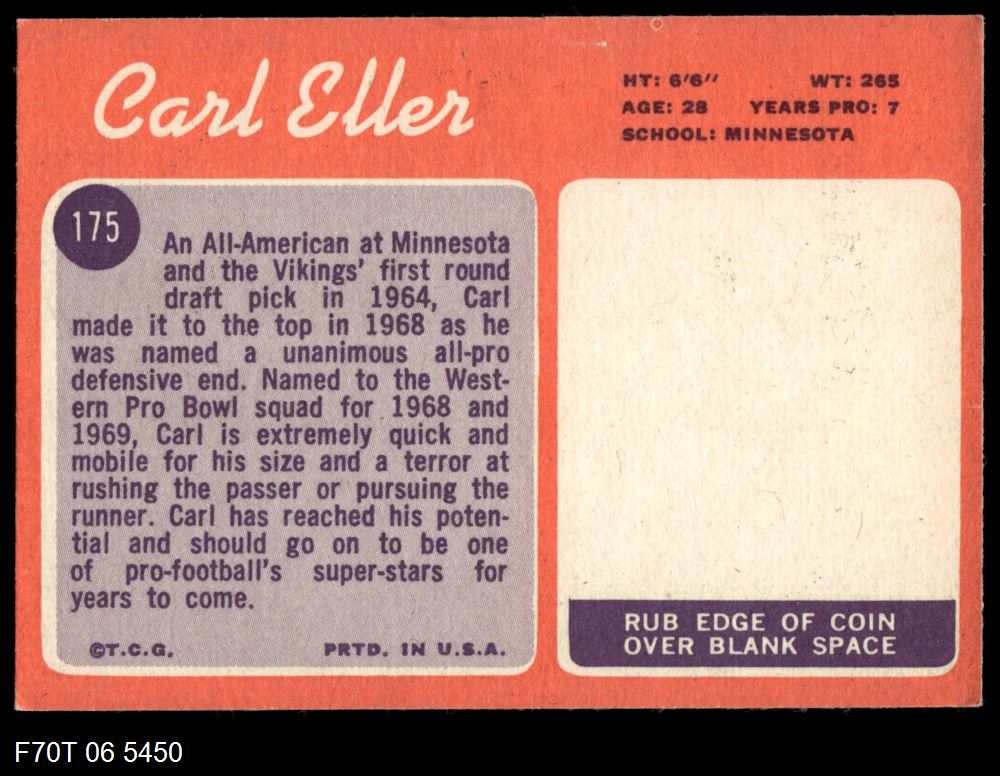 Carl Eller
HT: 6'6" WT: 265
AGE: 28 YEARS PRO: 7
SCHOOL: MINNESOTA
175
An All-American at Minnesota
and the Vikings' first round
draft pick in 1964, Carl
made it to the top in 1968 as he
was named a unanimous all-pro
defensive end. Named to the West-
ern Pro Bowl squad for 1968 and
1969, Carl is extremely quick and
mobile for his size and a terror at
rushing the passer or pursuing the
runner. Carl has reached his poten-
tial and should go on to be one
of pro-football's super-stars for
years to come.
©T.C.G. PRTD. IN U.S.A.
RUB EDGE OF COIN
OVER BLANK SPACE
F70T 06 5450